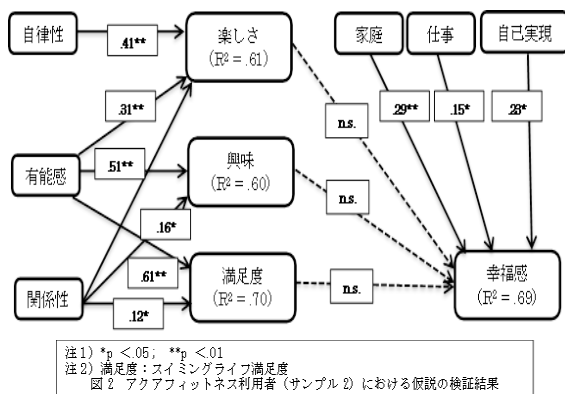 自律性
.41**
楽しさ
(R² = .61)
家庭
仕事
自己実現
.31**
.29**
.15*
.23*
n.s.
有能感
.51**
興味
(R² = .60)
n.s.
.16*
.61**
関係性
.12*
満足度
(R² = .70)
n.s.
幸福感
(R² = .69)
注1) *p <.05; **p <.01
注2) 満足度：スイミングライフ満足度
図 2 アクアフィットネス利用者（サンプル 2）における仮説の検証結果